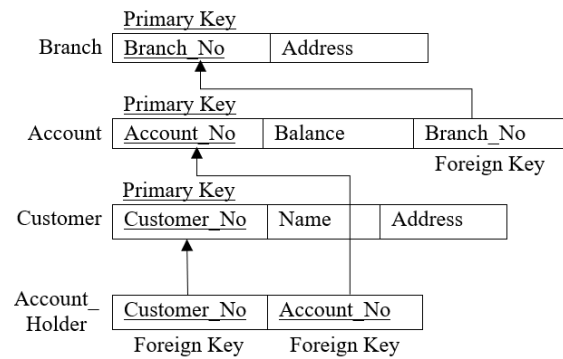 Primary Key
Branch Branch_No Address
Primary Key
Account Account_No Balance Branch_No
Foreign Key
Primary Key
Customer Customer_No Name Address
Account_
Holder Customer_No Account_No
Foreign Key Foreign Key